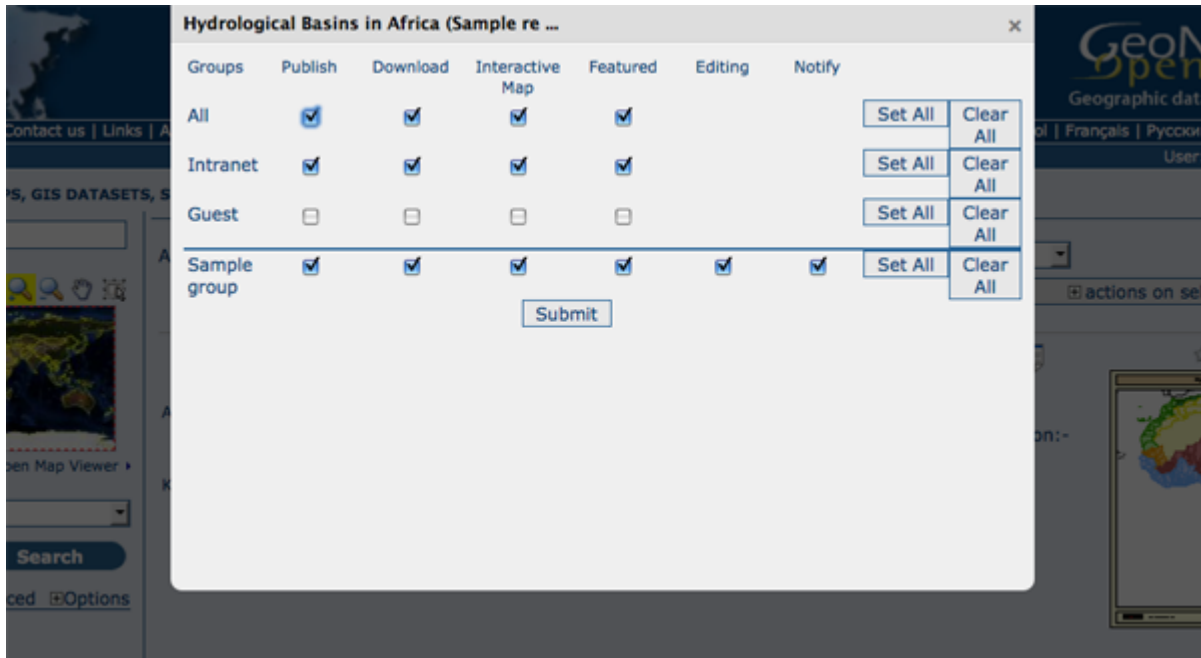 Hydrological Basins in Africa (Sample re ...
×
Groups Publish Download Interactive Map Featured Editing Notify
All Set All Clear All
Intranet Set All Clear All
Guest Set All Clear All
Sample group Set All Clear All
Submit
Geographic dat
Contact us | Links | A
ol | Français | Русски
User
PS, GIS DATASETS, S
actions on sel
on:-
pen Map Viewer
Search
ced Options